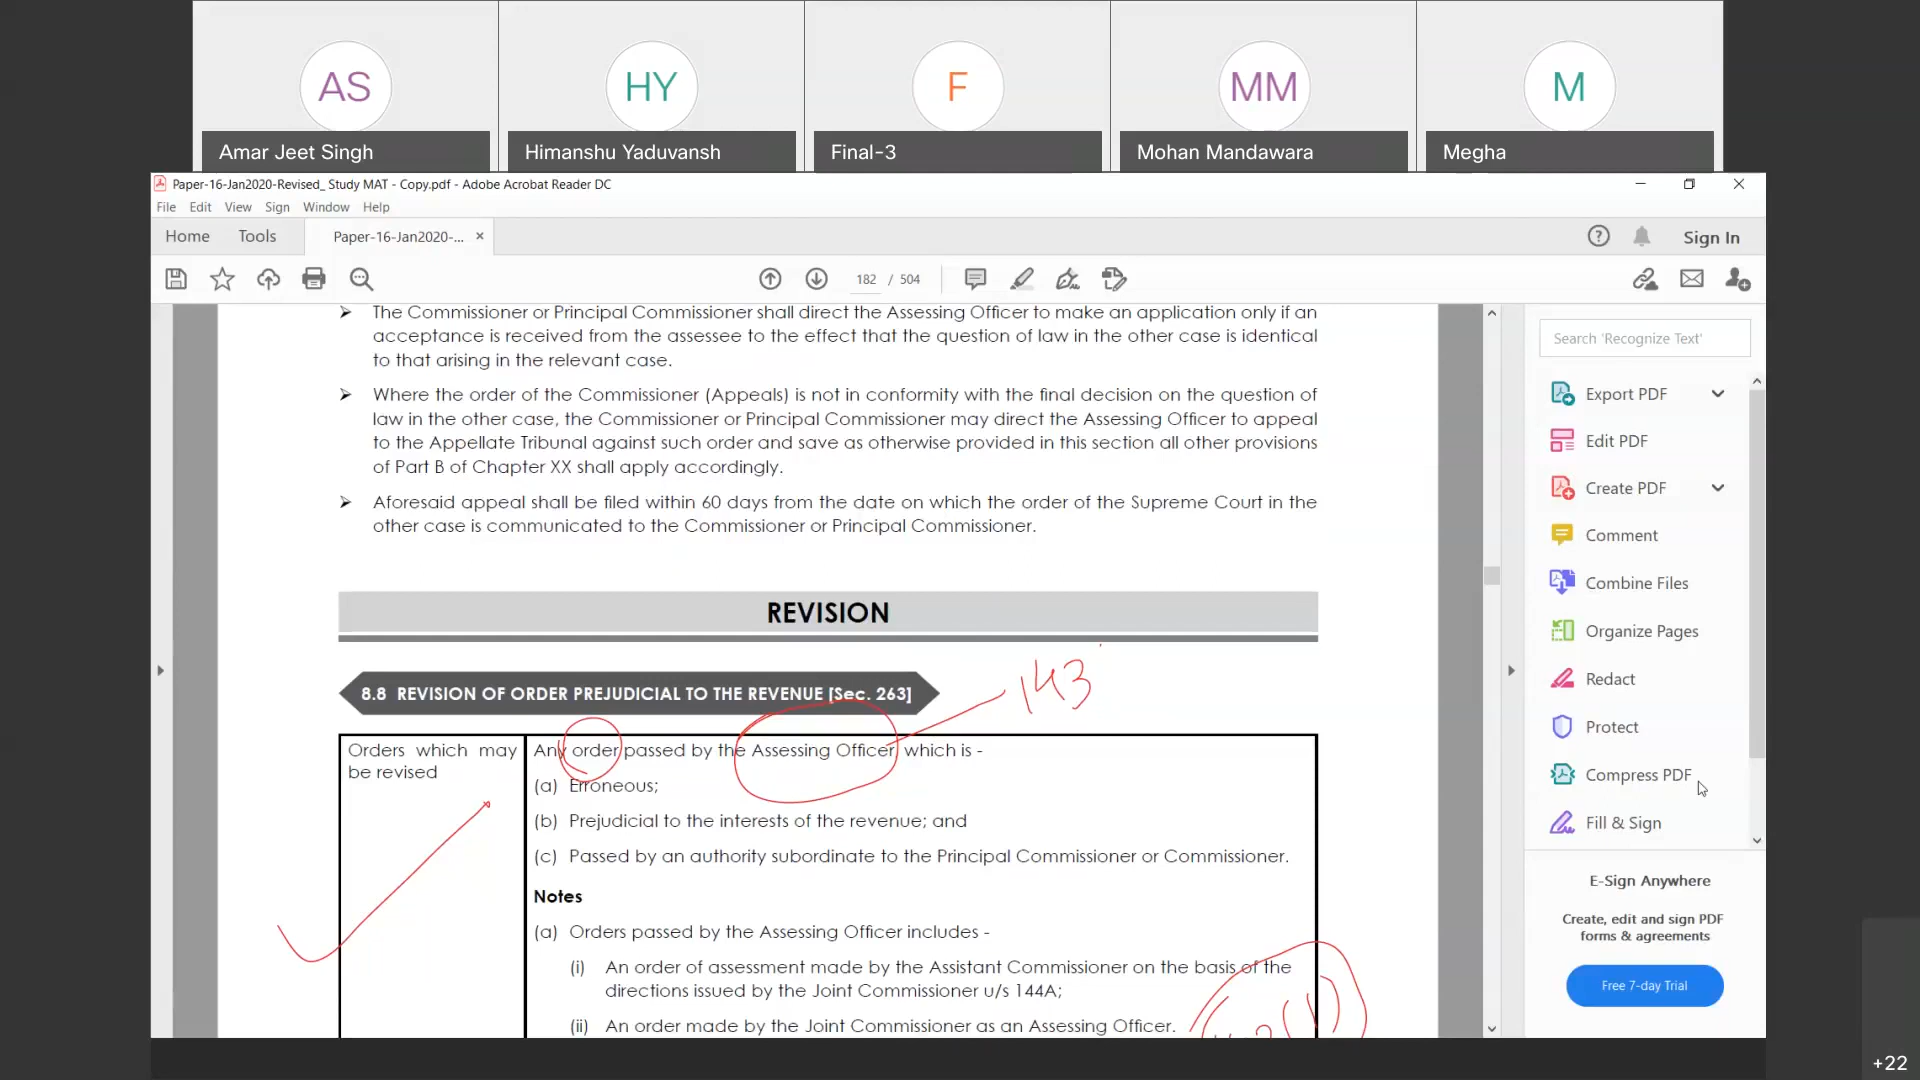 AS
HY
F
MM
M
Amar Jeet Singh
Himanshu Yaduvansh
Final-3
Mohan Mandawara
Megha
Paper-16-Jan2020-Revised_ Study MAT - Copy.pdf - Adobe Acrobat Reader DC
File Edit View Sign Window Help
Home Tools Paper-16-Jan2020-... × Sign In
182 / 504
➤ The Commissioner or Principal Commissioner shall direct the Assessing Officer to make an application only if an
acceptance is received from the assessee to the effect that the question of law in the other case is identical
to that arising in the relevant case.
➤ Where the order of the Commissioner (Appeals) is not in conformity with the final decision on the question of
law in the other case, the Commissioner or Principal Commissioner may direct the Assessing Officer to appeal
to the Appellate Tribunal against such order and save as otherwise provided in this section all other provisions
of Part B of Chapter XX shall apply accordingly.
➤ Aforesaid appeal shall be filed within 60 days from the date on which the order of the Supreme Court in the
other case is communicated to the Commissioner or Principal Commissioner.
REVISION
8.8 REVISION OF ORDER PREJUDICIAL TO THE REVENUE [Sec. 263]
143
Orders which may
be revised
Any order passed by the Assessing Officer, which is -
(a) Erroneous;
(b) Prejudicial to the interests of the revenue; and
(c) Passed by an authority subordinate to the Principal Commissioner or Commissioner.
Notes
(a) Orders passed by the Assessing Officer includes -
(i) An order of assessment made by the Assistant Commissioner on the basis of the
directions issued by the Joint Commissioner u/s 144A;
(ii) An order made by the Joint Commissioner as an Assessing Officer.
Search 'Recognize Text'
Export PDF
Edit PDF
Create PDF
Comment
Combine Files
Organize Pages
Redact
Protect
Compress PDF
Fill & Sign
E-Sign Anywhere
Create, edit and sign PDF
forms & agreements
Free 7-day Trial
+22